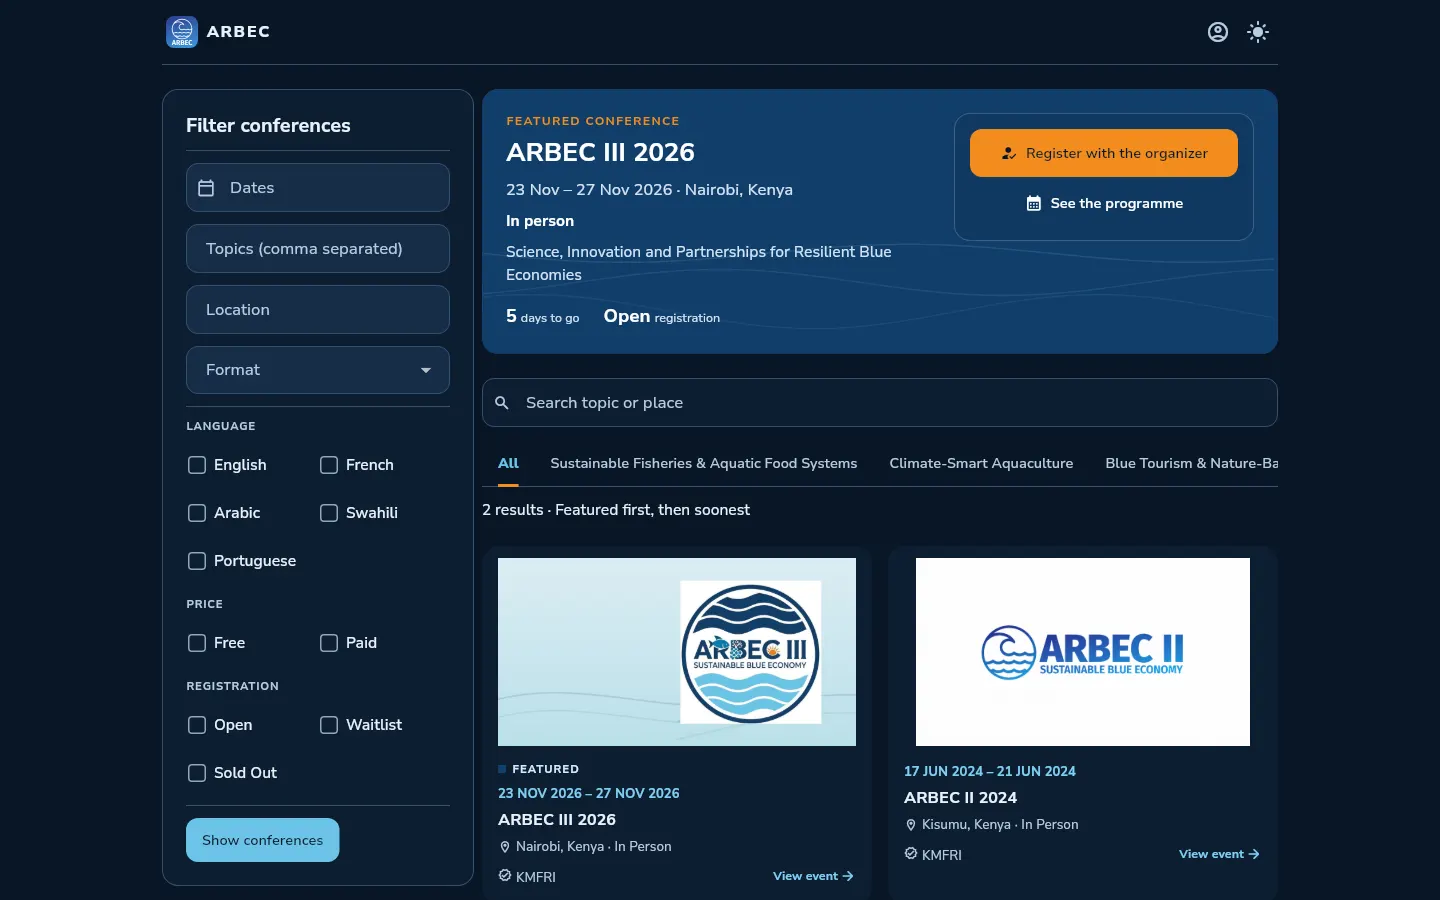 ARBEC
ARBEC
Filter conferences
Dates
Topics (comma separated)
Location
Format
LANGUAGE
English
French
Arabic
Swahili
Portuguese
PRICE
Free
Paid
REGISTRATION
Open
Waitlist
Sold Out
Show conferences
FEATURED CONFERENCE
ARBEC III 2026
23 Nov – 27 Nov 2026 · Nairobi, Kenya
In person
Science, Innovation and Partnerships for Resilient Blue
Economies
5 days to go
Open registration
Register with the organizer
See the programme
Search topic or place
All
Sustainable Fisheries & Aquatic Food Systems
Climate-Smart Aquaculture
Blue Tourism & Nature-Ba
2 results · Featured first, then soonest
ARBEC III
SUSTAINABLE BLUE ECONOMY
FEATURED
23 NOV 2026 – 27 NOV 2026
ARBEC III 2026
Nairobi, Kenya · In Person
KMFRI
View event
ARBEC II
SUSTAINABLE BLUE ECONOMY
17 JUN 2024 – 21 JUN 2024
ARBEC II 2024
Kisumu, Kenya · In Person
KMFRI
View event